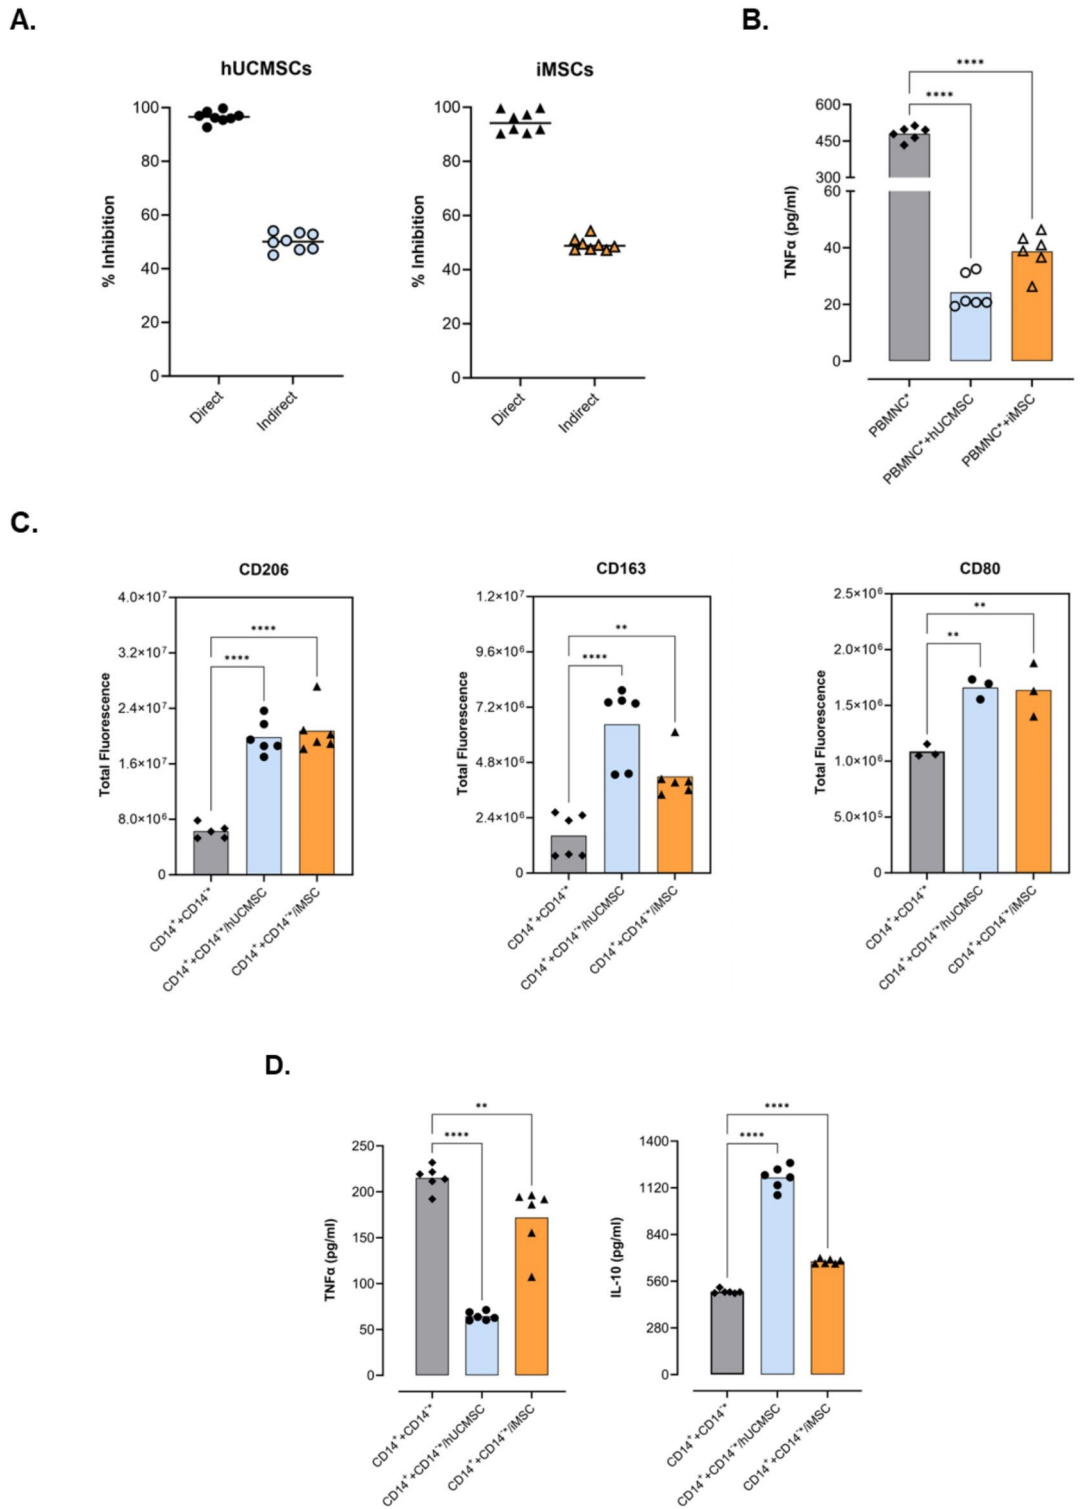 A.
B.
hUCMSCs
iMSCs
% Inhibition
100
80
60
40
20
0
Direct
Indirect
% Inhibition
100
80
60
40
20
0
Direct
Indirect
****
****
TNFα (pg/ml)
600
450
300
60
40
20
0
PBMNC*
PBMNC*+hUCMSC
PBMNC*+iMSC
C.
CD206
Total Fluorescence
4.0×10⁷
3.2×10⁷
2.4×10⁷
1.6×10⁷
8.0×10⁶
0
****
****
CD14⁺+CD14⁻*
CD14⁺+CD14⁻*/hUCMSC
CD14⁺+CD14⁻*/iMSC
CD163
Total Fluorescence
1.2×10⁷
9.6×10⁶
7.2×10⁶
4.8×10⁶
2.4×10⁶
0
**
****
CD14⁺+CD14⁻*
CD14⁺+CD14⁻*/hUCMSC
CD14⁺+CD14⁻*/iMSC
CD80
Total Fluorescence
2.5×10⁶
2.0×10⁶
1.5×10⁶
1.0×10⁶
5.0×10⁵
0
**
**
CD14⁺+CD14⁻*
CD14⁺+CD14⁻*/hUCMSC
CD14⁺+CD14⁻*/iMSC
D.
TNFα (pg/ml)
250
200
150
100
50
0
**
****
CD14⁺+CD14⁻*
CD14⁺+CD14⁻*/hUCMSC
CD14⁺+CD14⁻*/iMSC
IL-10 (pg/ml)
1400
1120
840
560
280
0
****
****
CD14⁺+CD14⁻*
CD14⁺+CD14⁻*/hUCMSC
CD14⁺+CD14⁻*/iMSC